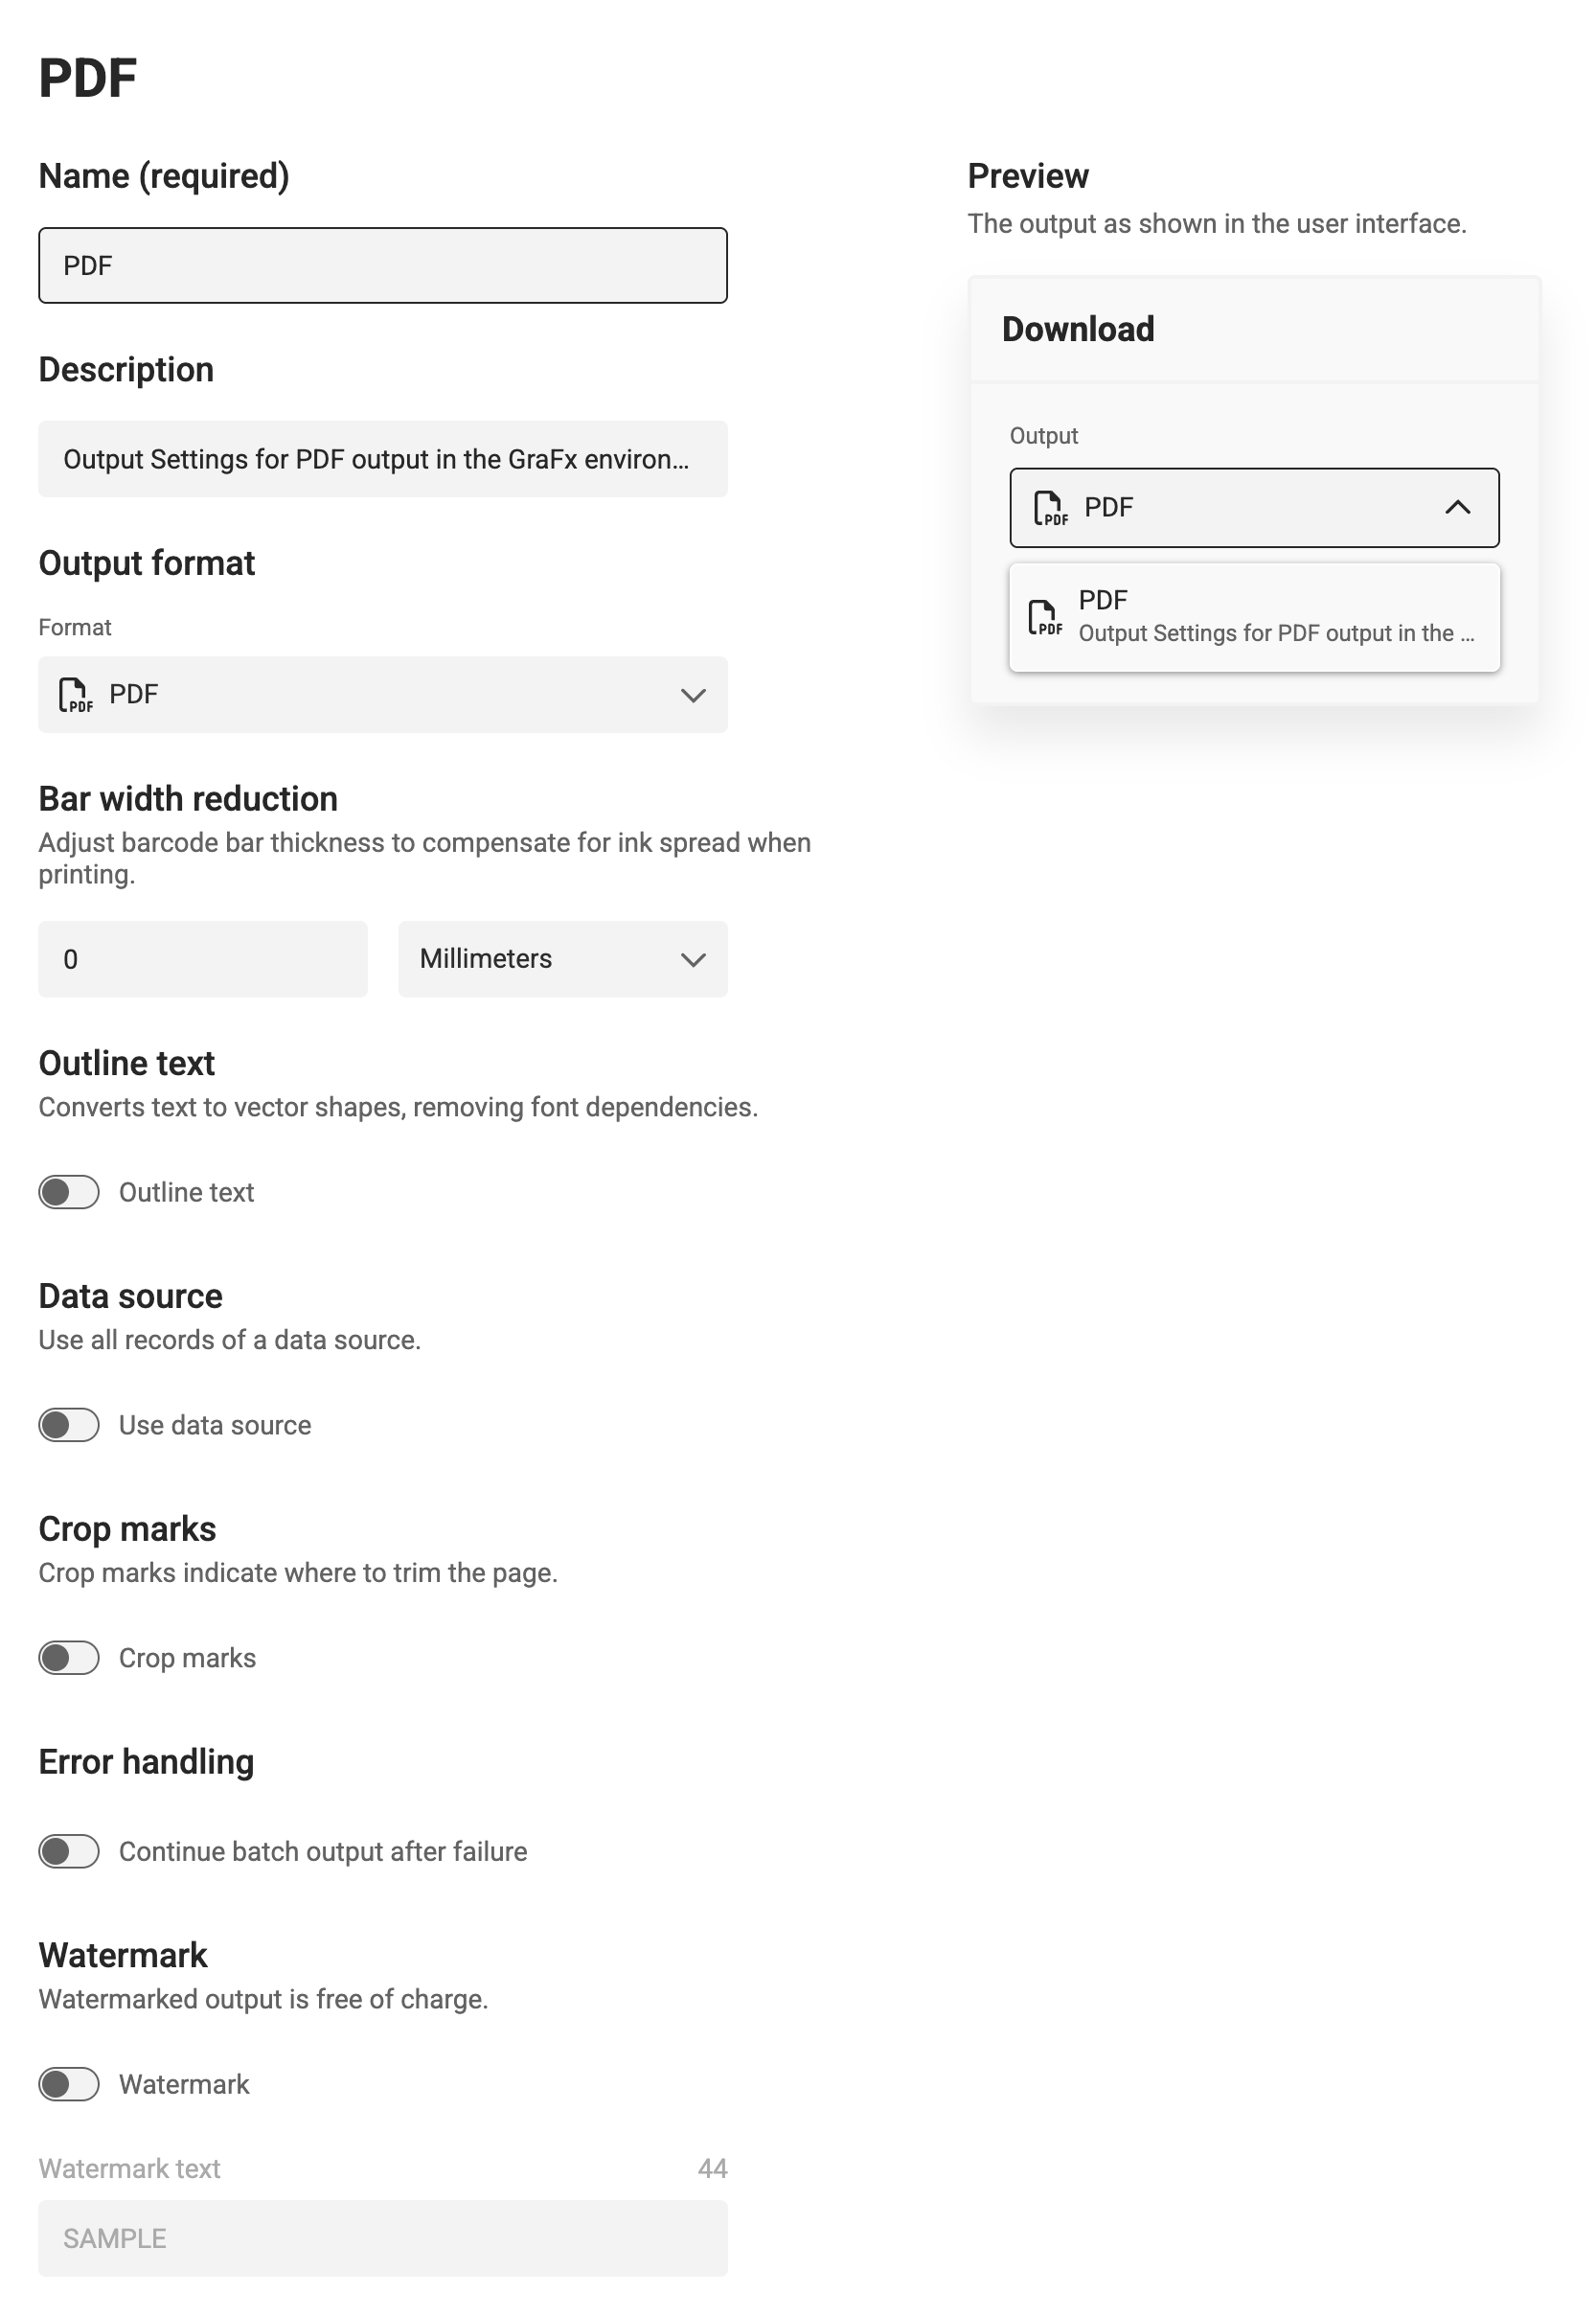 PDF
Name (required)
PDF
Description
Output Settings for PDF output in the GraFx environ...
Output format
Format
PDF PDF
Bar width reduction
Adjust barcode bar thickness to compensate for ink spread when
printing.
0
Millimeters
Outline text
Converts text to vector shapes, removing font dependencies.
Outline text
Data source
Use all records of a data source.
Use data source
Crop marks
Crop marks indicate where to trim the page.
Crop marks
Error handling
Continue batch output after failure
Watermark
Watermarked output is free of charge.
Watermark
Watermark text 44
SAMPLE
Preview
The output as shown in the user interface.
Download
Output
PDF PDF
PDF PDF
Output Settings for PDF output in the ...